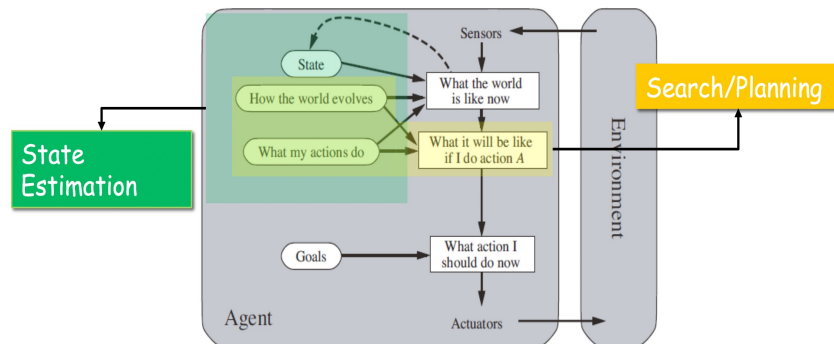 Sensors
State
What the world
is like now
How the world evolves
What my actions do
What it will be like
if I do action A
Goals
What action I
should do now
Agent
Actuators
Environment
State
Estimation
Search/Planning